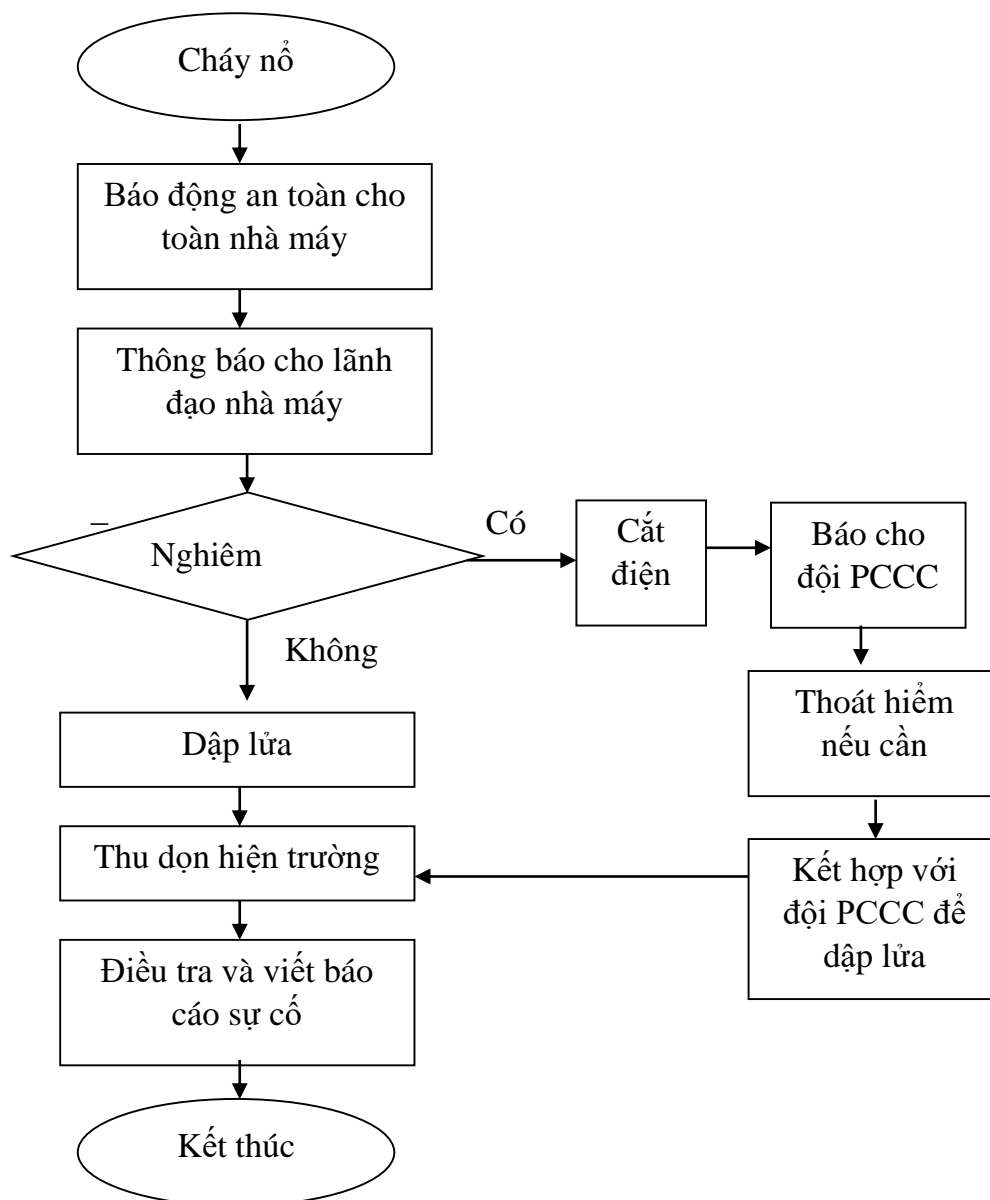 Cháy nổ
Báo động an toàn cho
toàn nhà máy
Thông báo cho lãnh
đạo nhà máy
Nghiêm
Có
Cắt
điện
Báo cho
đội PCCC
Không
Thoát hiểm
nếu cần
Dập lửa
Thu dọn hiện trường
Kết hợp với
đội PCCC để
dập lửa
Điều tra và viết báo
cáo sự cố
Kết thúc